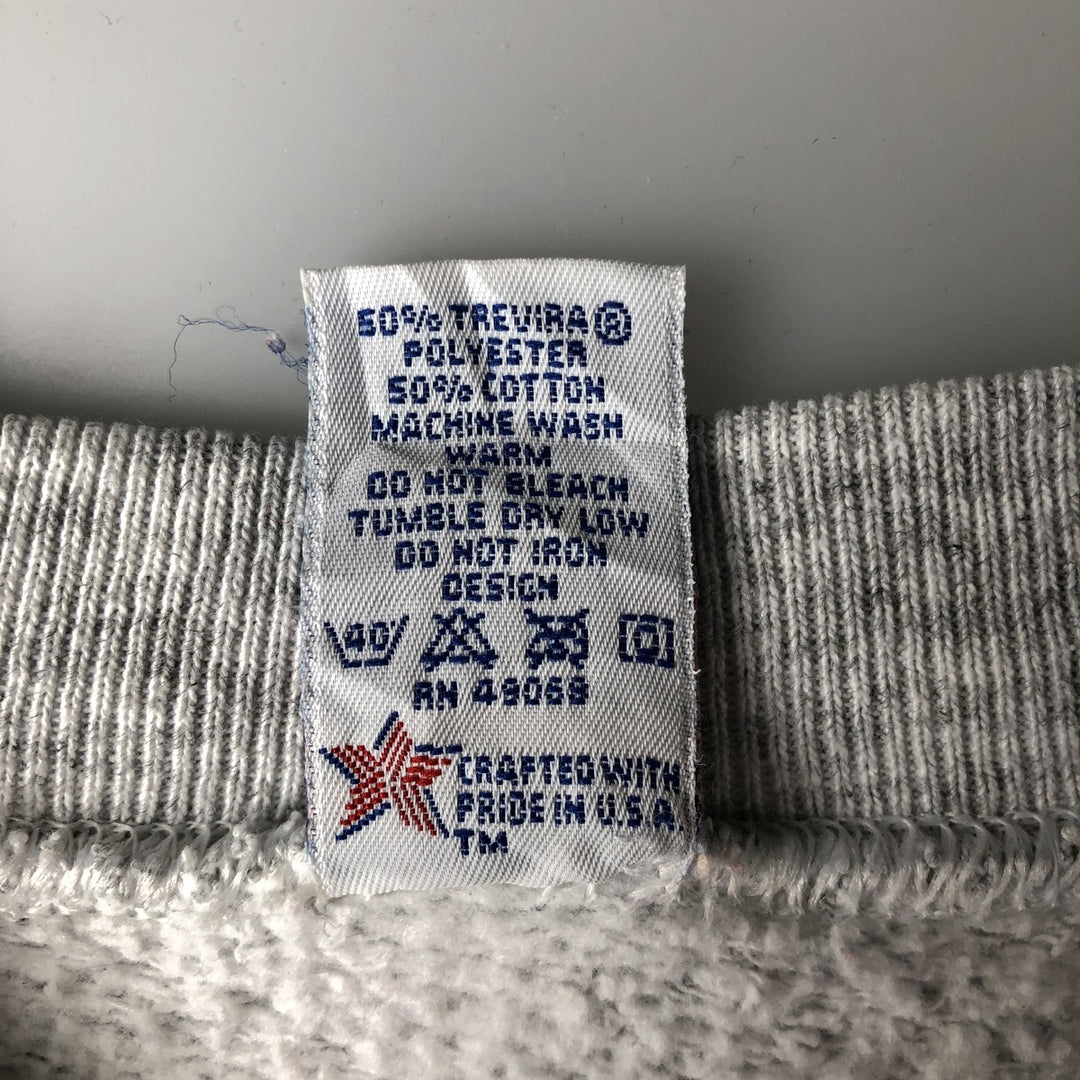 50% TREVIRA®
POLYESTER
50% COTTON
MACHINE WASH
WARM
DO NOT BLEACH
TUMBLE DRY LOW
DO NOT IRON
DESIGN
40
RN 49069
CRAFTED WITH
PRIDE IN U.S.A.
TM